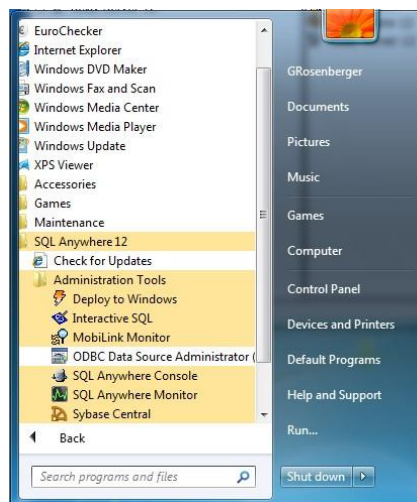 EuroChecker
Internet Explorer
Windows DVD Maker
Windows Fax and Scan
Windows Media Center
Windows Media Player
Windows Update
XPS Viewer
Accessories
Games
Maintenance
SQL Anywhere 12
Check for Updates
Administration Tools
Deploy to Windows
Interactive SQL
MobiLink Monitor
ODBC Data Source Administrator (
SQL Anywhere Console
SQL Anywhere Monitor
Sybase Central
Back
Search programs and files
GRosenberger
Documents
Pictures
Music
Games
Computer
Control Panel
Devices and Printers
Default Programs
Help and Support
Run...
Shut down